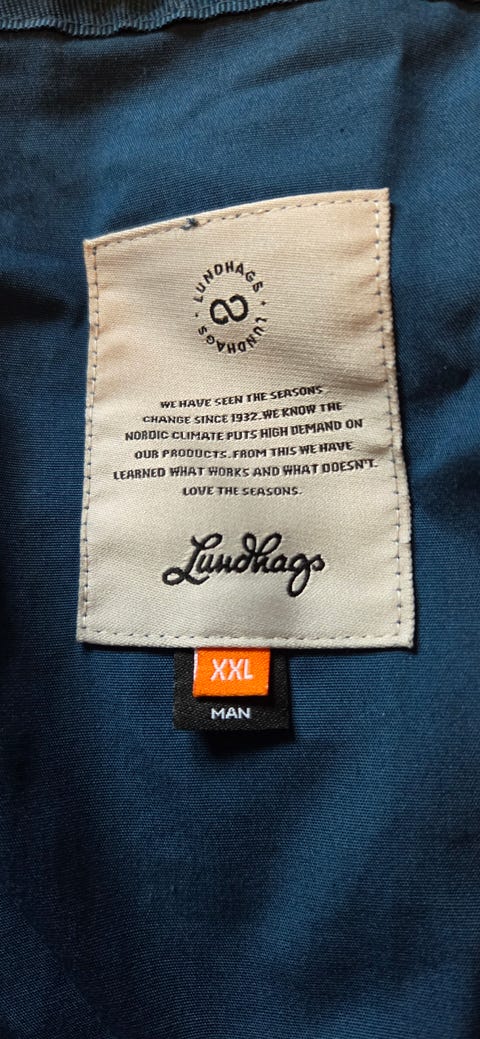 LUNDHAGS · LUNDHAGS ·
WE HAVE SEEN THE SEASONS
CHANGE SINCE 1932. WE KNOW THE
NORDIC CLIMATE PUTS HIGH DEMAND ON
OUR PRODUCTS. FROM THIS WE HAVE
LEARNED WHAT WORKS AND WHAT DOESN'T.
LOVE THE SEASONS.
Lundhags
XXL
MAN